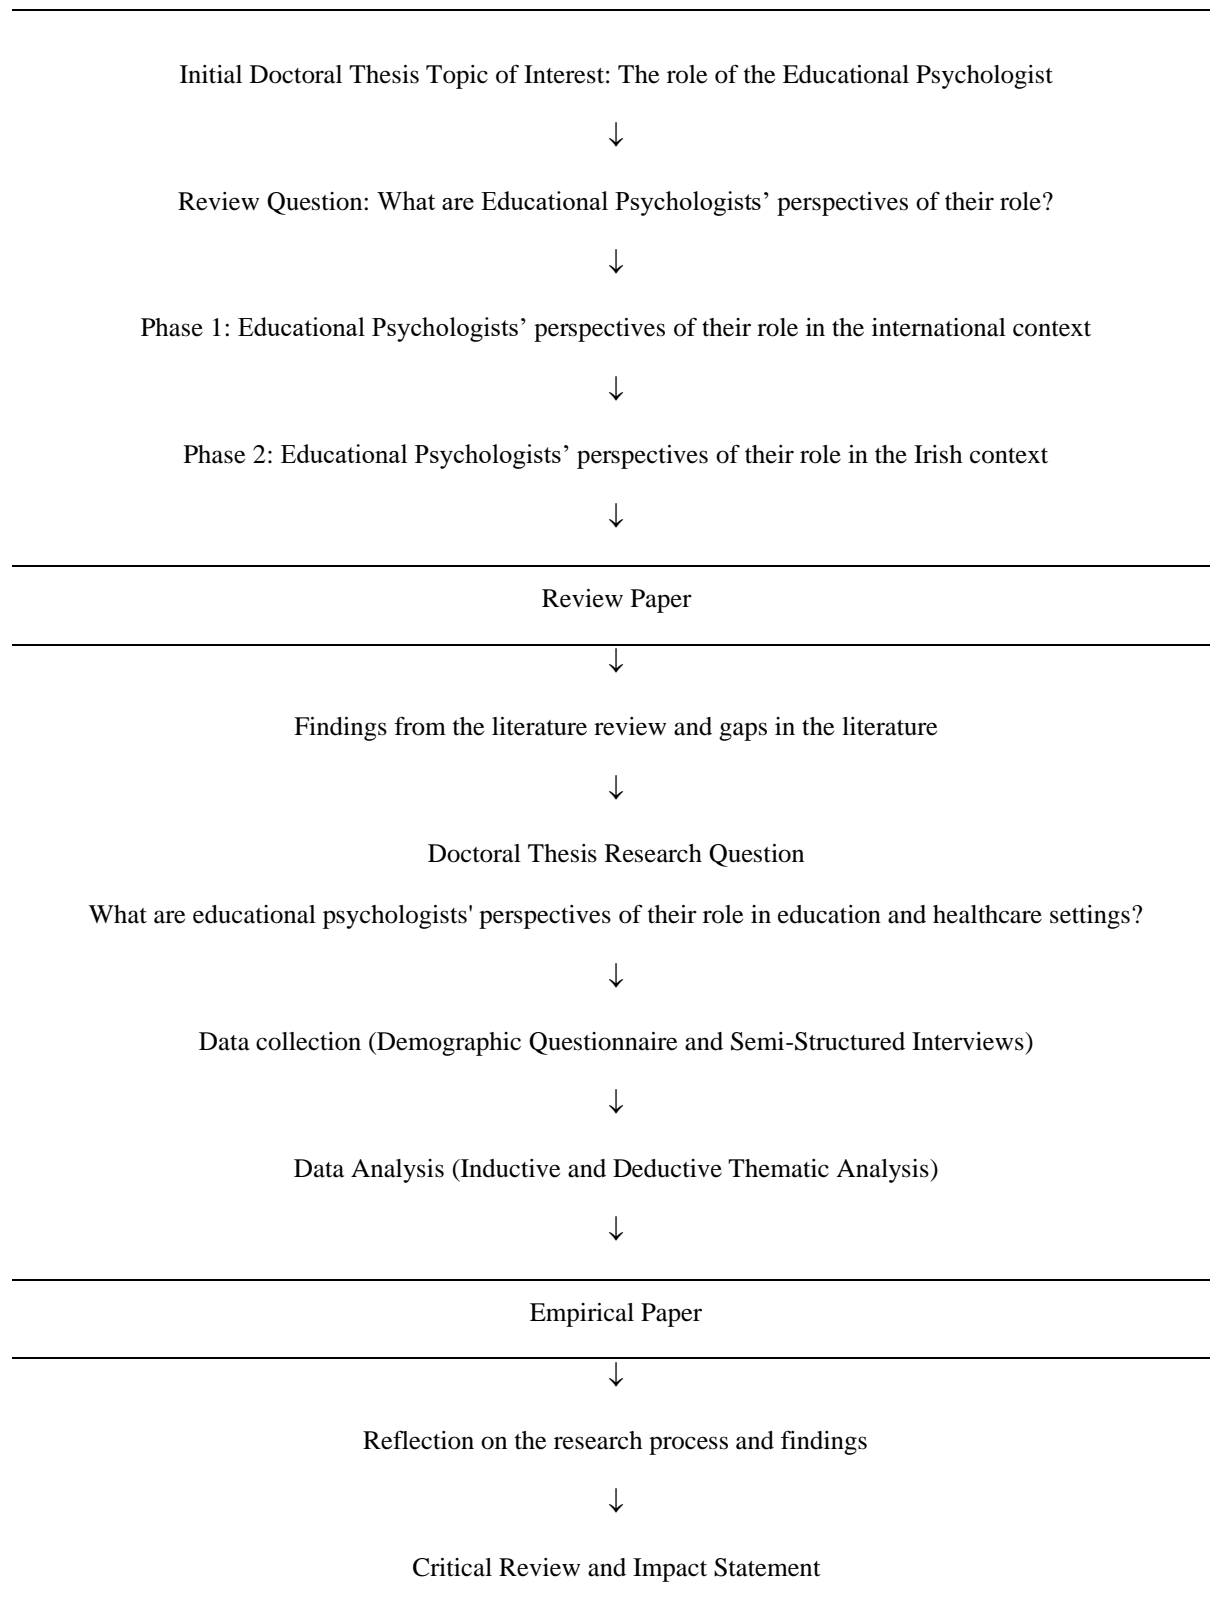 Initial Doctoral Thesis Topic of Interest: The role of the Educational Psychologist
↓
Review Question: What are Educational Psychologists’ perspectives of their role?
↓
Phase 1: Educational Psychologists’ perspectives of their role in the international context
↓
Phase 2: Educational Psychologists’ perspectives of their role in the Irish context
↓
Review Paper
↓
Findings from the literature review and gaps in the literature
↓
Doctoral Thesis Research Question
What are educational psychologists' perspectives of their role in education and healthcare settings?
↓
Data collection (Demographic Questionnaire and Semi-Structured Interviews)
↓
Data Analysis (Inductive and Deductive Thematic Analysis)
↓
Empirical Paper
↓
Reflection on the research process and findings
↓
Critical Review and Impact Statement